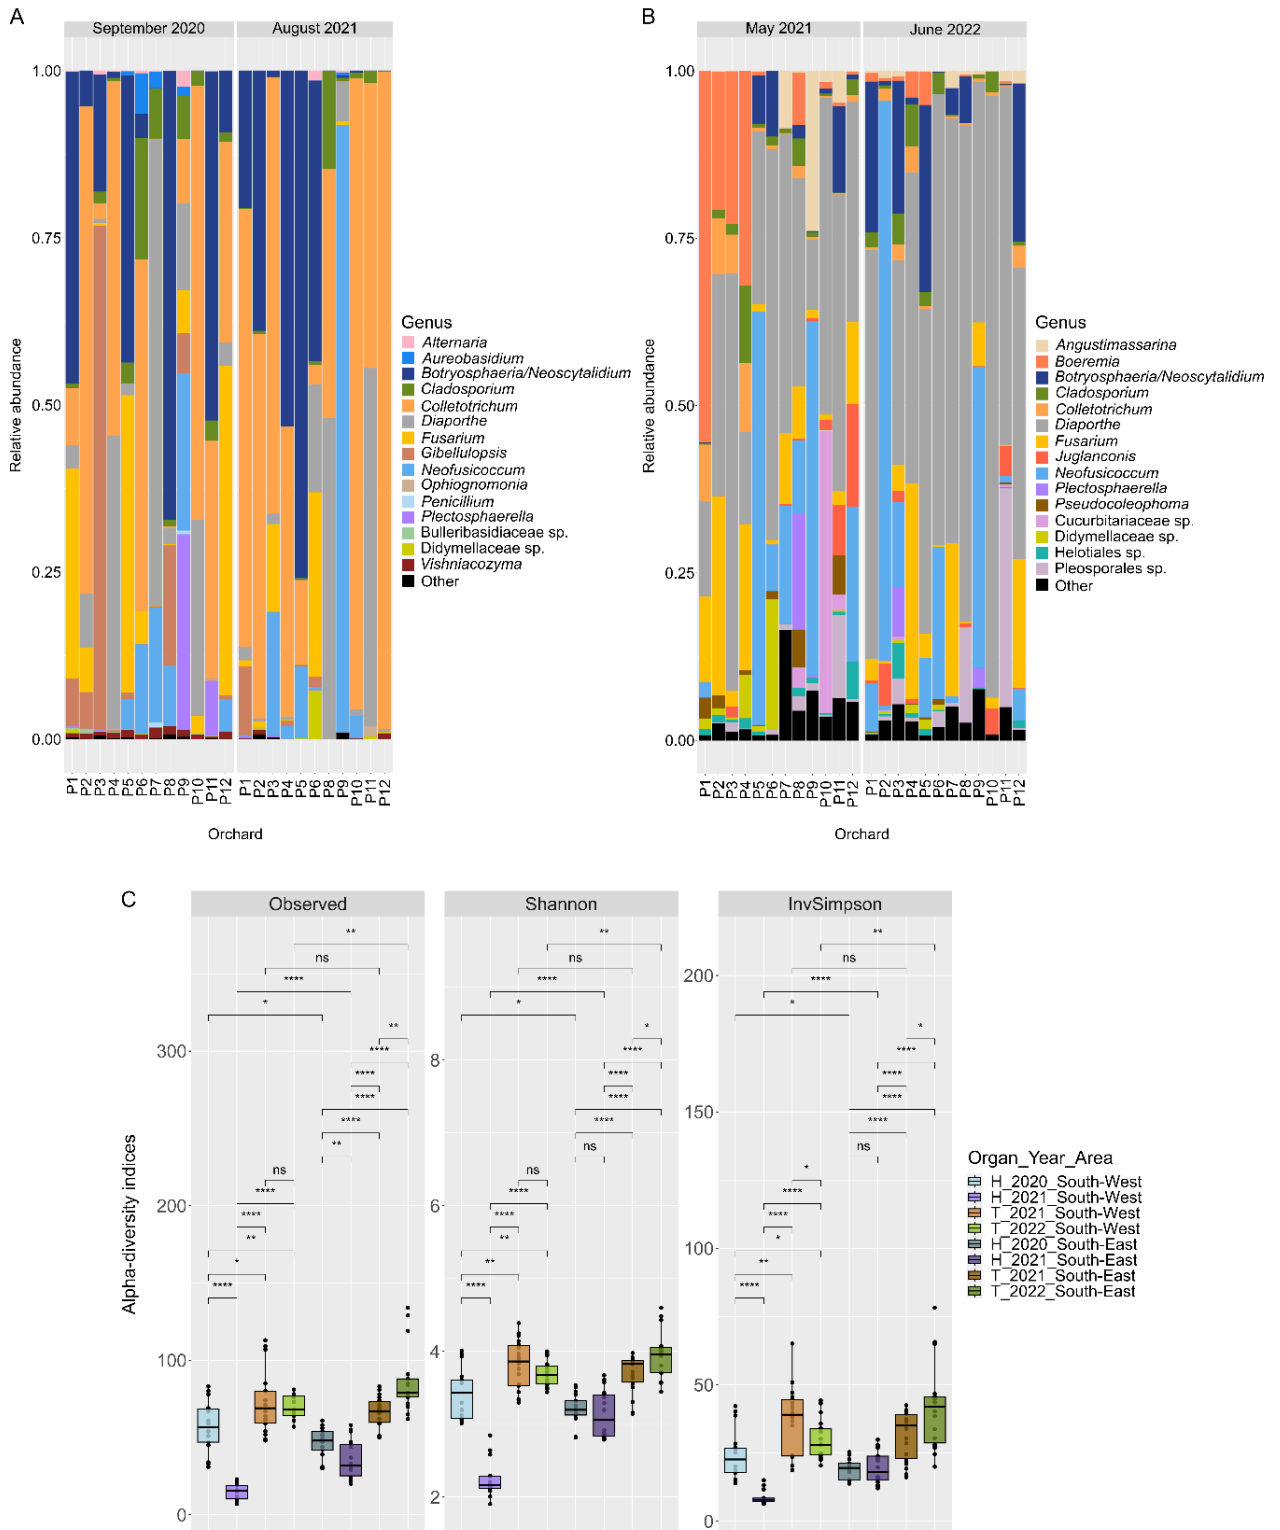 A
September 2020
August 2021
1.00
0.75
0.50
0.25
0.00
Relative abundance
P1
P2
P3
P4
P5
P6
P7
P8
P9
P10
P11
P12
P1
P2
P3
P4
P5
P6
P8
P9
P10
P11
P12
Orchard
Genus
Alternaria
Aureobasidium
Botryosphaeria/Neoscytalidium
Cladosporium
Colletotrichum
Diaporthe
Fusarium
Gibellulopsis
Neofusicoccum
Ophiognomonia
Penicillium
Plectosphaerella
Bulleribasidiaceae sp.
Didymellaceae sp.
Vishniacozyma
Other
B
May 2021
June 2022
1.00
0.75
0.50
0.25
0.00
Relative abundance
P1
P2
P3
P4
P5
P6
P7
P8
P9
P10
P11
P12
P1
P2
P3
P4
P5
P6
P7
P8
P9
P10
P11
P12
Orchard
Genus
Angustimassarina
Boeremia
Botryosphaeria/Neoscytalidium
Cladosporium
Colletotrichum
Diaporthe
Fusarium
Juglanconis
Neofusicoccum
Plectosphaerella
Pseudocoleophoma
Cucurbitariaceae sp.
Didymellaceae sp.
Helotiales sp.
Pleosporales sp.
Other
C
Alpha-diversity indices
Observed
300
200
100
0
**
ns
****
*
**
****
****
****
****
**
ns
****
****
**
*
****
Shannon
8
6
4
2
**
ns
****
*
*
****
****
****
****
ns
ns
****
****
**
**
****
InvSimpson
200
150
100
50
0
**
ns
****
*
*
****
****
****
****
ns
*
****
****
*
**
****
Organ_Year_Area
H_2020_South-West
H_2021_South-West
T_2021_South-West
T_2022_South-West
H_2020_South-East
H_2021_South-East
T_2021_South-East
T_2022_South-East